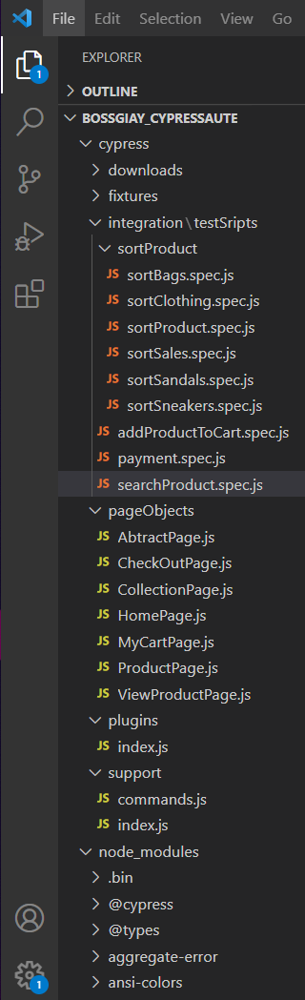 File Edit Selection View Go
EXPLORER
OUTLINE
BOSSGIAY_CYPRESSAUTE
cypress
downloads
fixtures
integration\testSripts
sortProduct
JS sortBags.spec.js
JS sortClothing.spec.js
JS sortProduct.spec.js
JS sortSales.spec.js
JS sortSandals.spec.js
JS sortSneakers.spec.js
JS addProductToCart.spec.js
JS payment.spec.js
JS searchProduct.spec.js
pageObjects
JS AbtractPage.js
JS CheckOutPage.js
JS CollectionPage.js
JS HomePage.js
JS MyCartPage.js
JS ProductPage.js
JS ViewProductPage.js
plugins
JS index.js
support
JS commands.js
JS index.js
node_modules
.bin
@cypress
@types
aggregate-error
ansi-colors
1
1